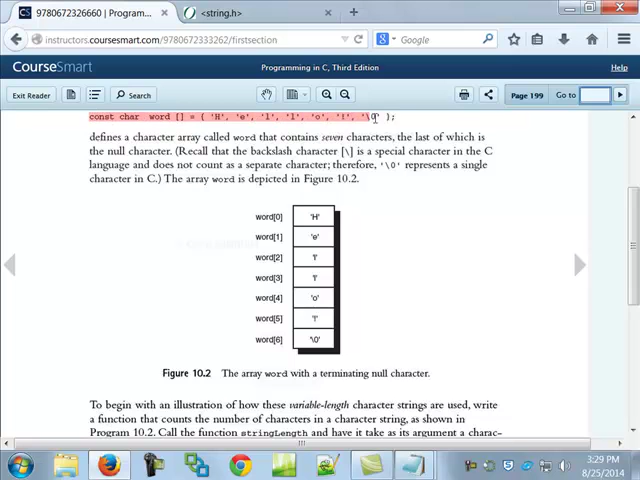 9780672326660 | Program...
<string.h>
instructors.coursesmart.com/9780672333262/firstsection
Google
CourseSmart
Programming in C, Third Edition
Exit Reader
Search
Page 199
Go to
const char word [] = { 'H', 'e', 'l', 'l', 'o', '!', '\0' };
defines a character array called word that contains seven characters, the last of which is
the null character. (Recall that the backslash character [\] is a special character in the C
language and does not count as a separate character; therefore, '\0' represents a single
character in C.) The array word is depicted in Figure 10.2.
word[0] 'H'
word[1] 'e'
word[2] 'l'
word[3] 'l'
word[4] 'o'
word[5] '!'
word[6] '\0'
Figure 10.2 The array word with a terminating null character.
To begin with an illustration of how these variable-length character strings are used, write
a function that counts the number of characters in a character string, as shown in
Program 10.2. Call the function stringLength and have it take as its argument a charac-
3:29 PM
8/25/2014